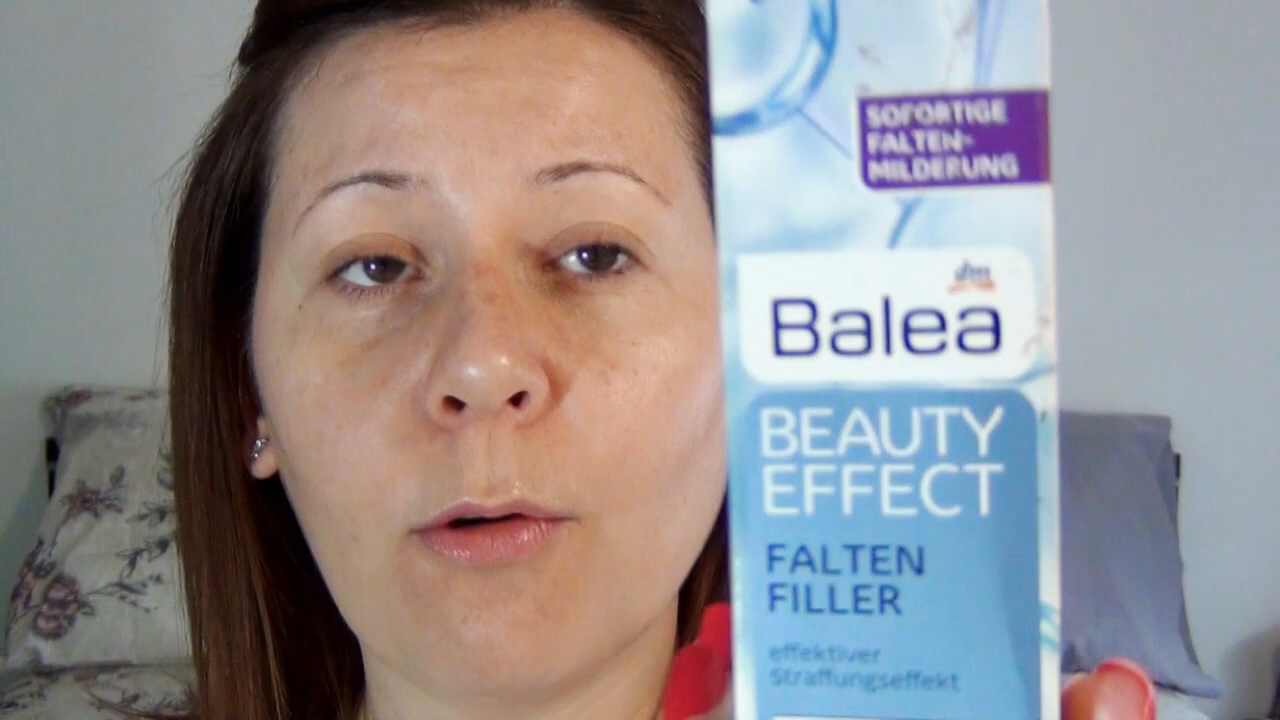 SOFORTIGE
FALTEN-
MILDERUNG
dm
Balea
BEAUTY
EFFECT
FALTEN
FILLER
effektiver
Straffungseffekt